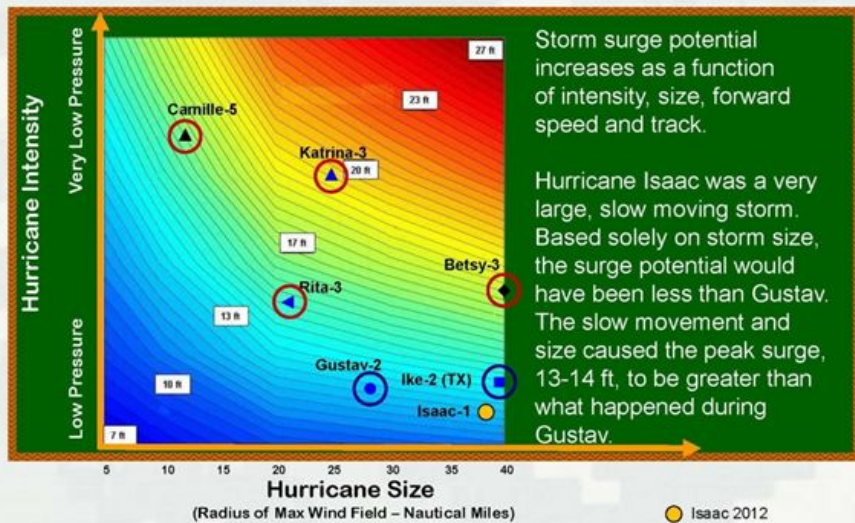 Hurricane Intensity
Very Low Pressure
Low Pressure
27 ft
23 ft
Camille-5
Katrina-3
20 ft
17 ft
Betsy-3
Rita-3
13 ft
Gustav-2
Ike-2 (TX)
10 ft
Isaac-1
7 ft
5 10 12 20 25 30 35 40
Hurricane Size
(Radius of Max Wind Field – Nautical Miles)
Storm surge potential
increases as a function
of intensity, size, forward
speed and track.
Hurricane Isaac was a very
large, slow moving storm.
Based solely on storm size,
the surge potential would
have been less than Gustav.
The slow movement and
size caused the peak surge,
13-14 ft, to be greater than
what happened during
Gustav.
Isaac 2012